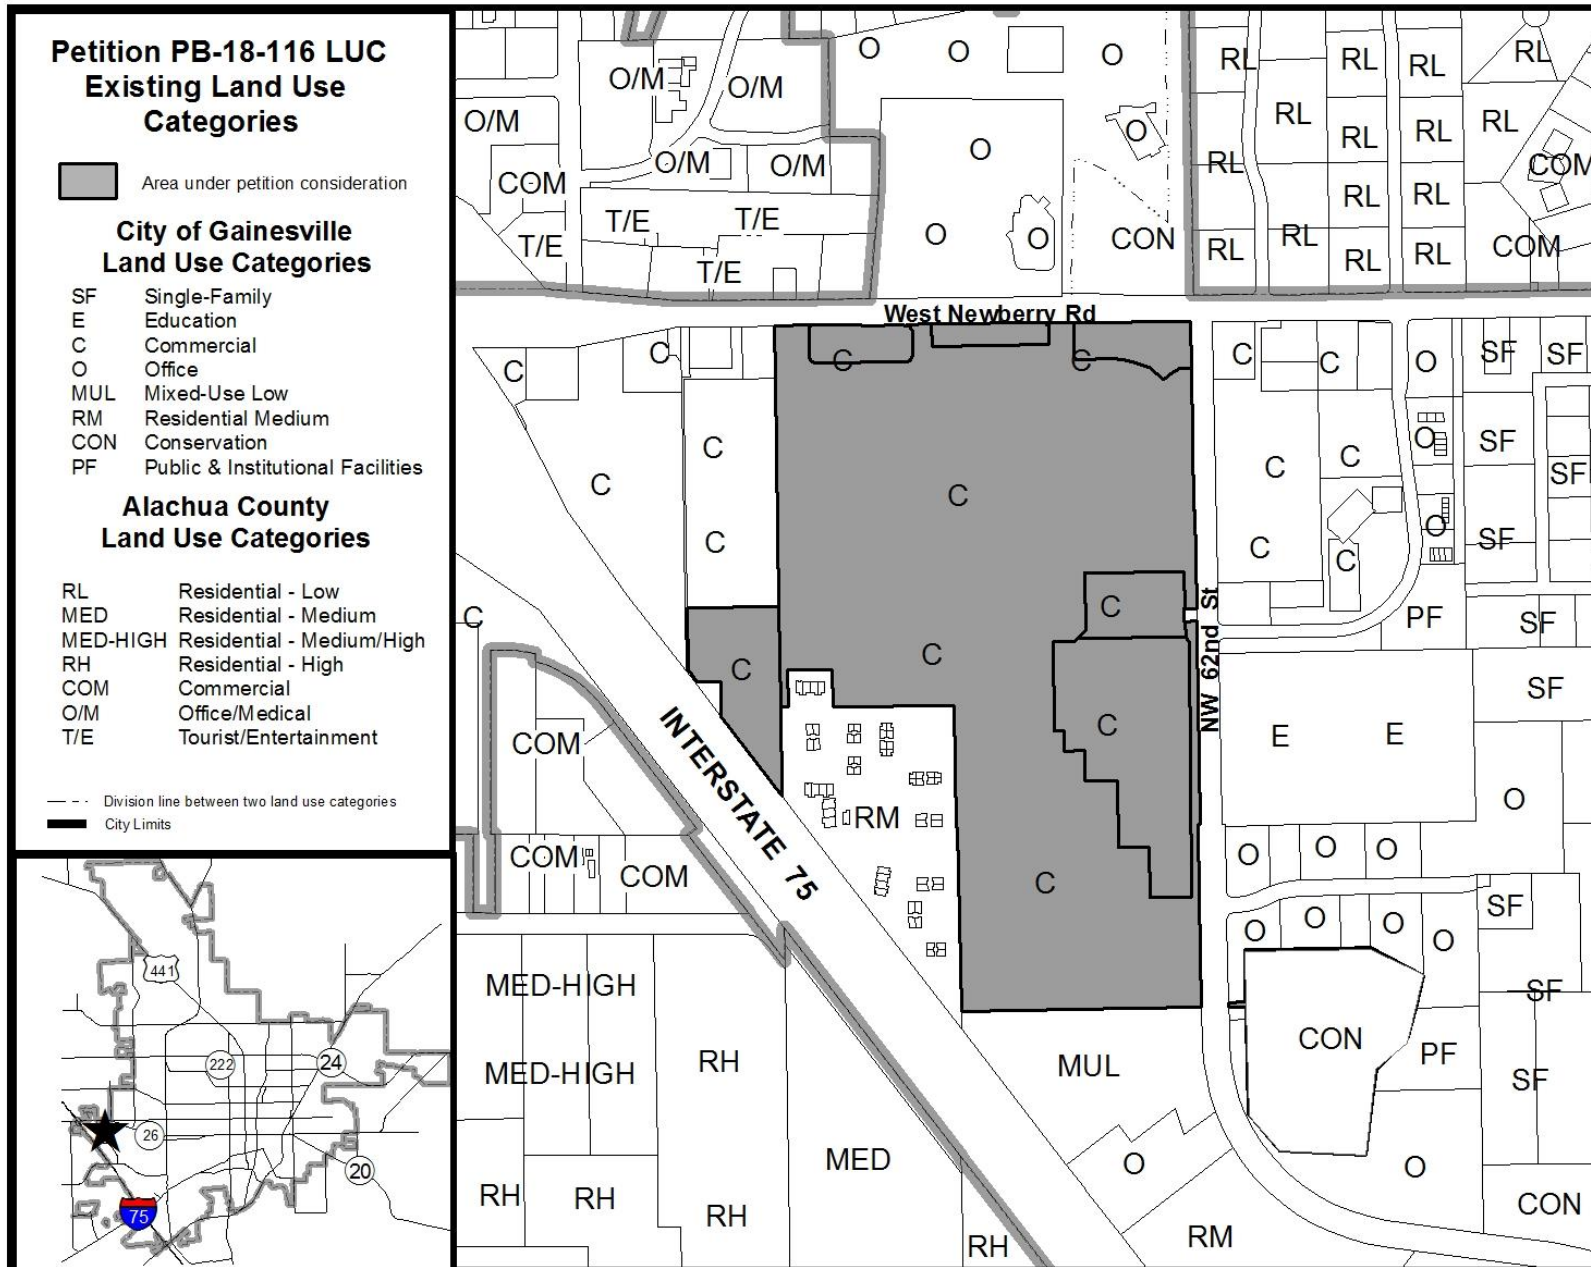 Petition PB-18-116 LUC
Existing Land Use
Categories
Area under petition consideration
City of Gainesville
Land Use Categories
SF Single-Family
E Education
C Commercial
O Office
MUL Mixed-Use Low
RM Residential Medium
CON Conservation
PF Public & Institutional Facilities
Alachua County
Land Use Categories
RL Residential - Low
MED Residential - Medium
MED-HIGH Residential - Medium/High
RH Residential - High
COM Commercial
O/M Office/Medical
T/E Tourist/Entertainment
Division line between two land use categories
City Limits
441
222
24
26
20
75
O O O RL RL RL RL
O/M O/M
O/M O RL RL RL RL
O/M O/M O RL COM
COM RL RL
T/E T/E T/E O O CON RL RL RL RL COM
T/E
West Newberry Rd
C C C C C C O SF SF
C C C C C O SF SF
C C C O SF
C C PF SF
C C C
NW 62nd St
SF
INTERSTATE 75
COM C E E
RM O
COM COM C O O O
SF
O O O O
MED-HIGH SF
MED-HIGH RH MUL CON PF SF
MED O O
RH RH RH CON
RH RM